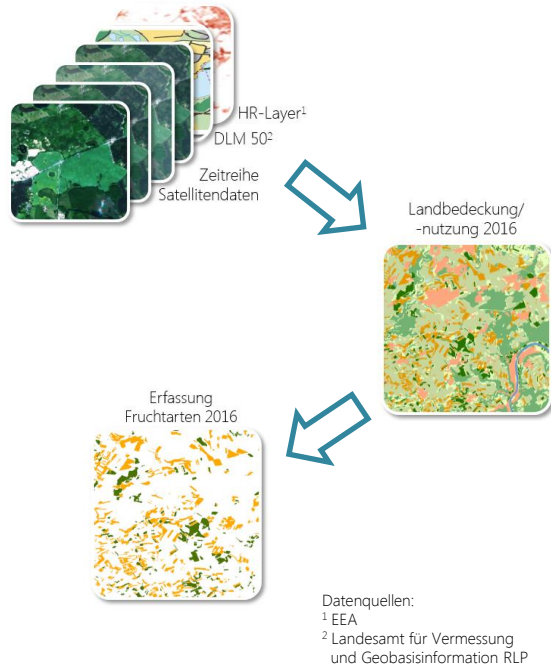 HR-Layer¹
DLM 50²
Zeitreihe
Satellitendaten
Landbedeckung/
-nutzung 2016
Erfassung
Fruchtarten 2016
Datenquellen:
¹ EEA
² Landesamt für Vermessung
und Geobasisinformation RLP